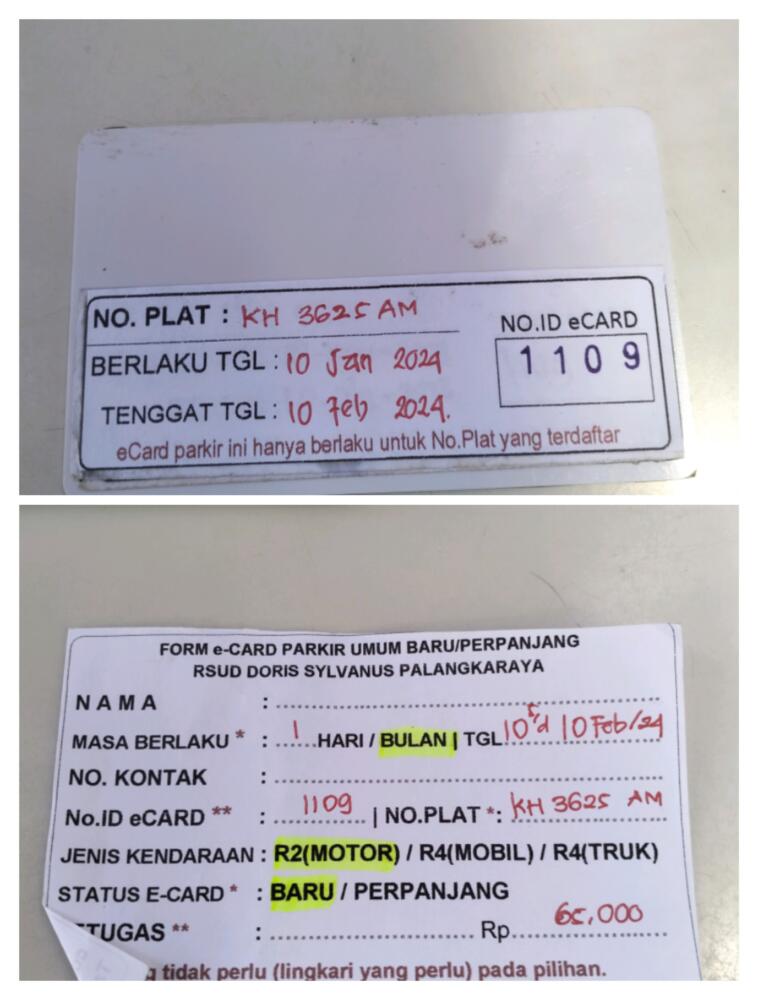 NO. PLAT : KH 3625 AM
NO.ID eCARD
BERLAKU TGL : 10 Jan 2024
1109
TENGGAT TGL : 10 Feb 2024.
eCard parkir ini hanya berlaku untuk No.Plat yang terdaftar
FORM e-CARD PARKIR UMUM BARU/PERPANJANG
RSUD DORIS SYLVANUS PALANGKARAYA
NAMA : ........................
MASA BERLAKU * : ....1....HARI / BULAN | TGL 10 s/d 10 Feb/24
NO. KONTAK : ........................
No.ID eCARD ** : 1109 | NO.PLAT *: KH 3625 AM
JENIS KENDARAAN : R2(MOTOR) / R4(MOBIL) / R4(TRUK)
STATUS E-CARD * : BARU / PERPANJANG
TUGAS ** : ........................ Rp 65,000
tidak perlu (lingkari yang perlu) pada pilihan.